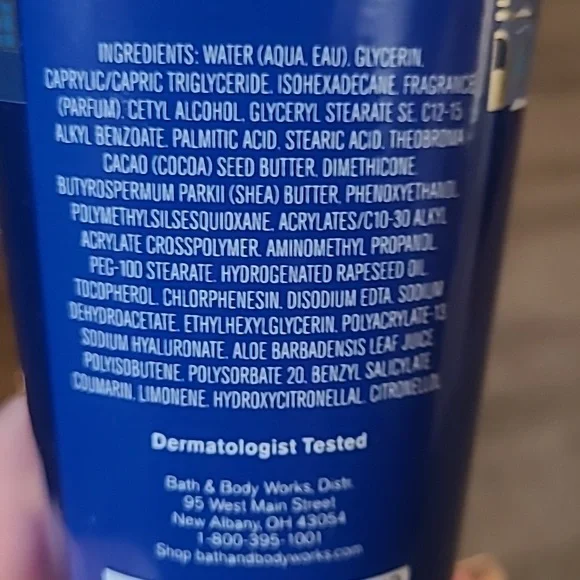 INGREDIENTS: WATER (AQUA, EAU), GLYCERIN,
CAPRYLIC/CAPRIC TRIGLYCERIDE, ISOHEXADECANE, FRAGRANCE
(PARFUM), CETYL ALCOHOL, GLYCERYL STEARATE SE, C12-15
ALKYL BENZOATE, PALMITIC ACID, STEARIC ACID, THEOBROMA
CACAO (COCOA) SEED BUTTER, DIMETHICONE,
BUTYROSPERMUM PARKII (SHEA) BUTTER, PHENOXYETHANOL,
POLYMETHYLSILSESQUIOXANE, ACRYLATES/C10-30 ALKYL
ACRYLATE CROSSPOLYMER, AMINOMETHYL PROPANOL,
PEG-100 STEARATE, HYDROGENATED RAPESEED OIL,
TOCOPHEROL, CHLORPHENESIN, DISODIUM EDTA, SODIUM
DEHYDROACETATE, ETHYLHEXYLGLYCERIN, POLYACRYLATE-13,
SODIUM HYALURONATE, ALOE BARBADENSIS LEAF JUICE,
POLYISOBUTENE, POLYSORBATE 20, BENZYL SALICYLATE,
COUMARIN, LIMONENE, HYDROXYCITRONELLAL, CITRONELLOL
Dermatologist Tested
Bath & Body Works, Distr.
95 West Main Street
New Albany, OH 43054
1-800-395-1001
Shop bathandbodyworks.com